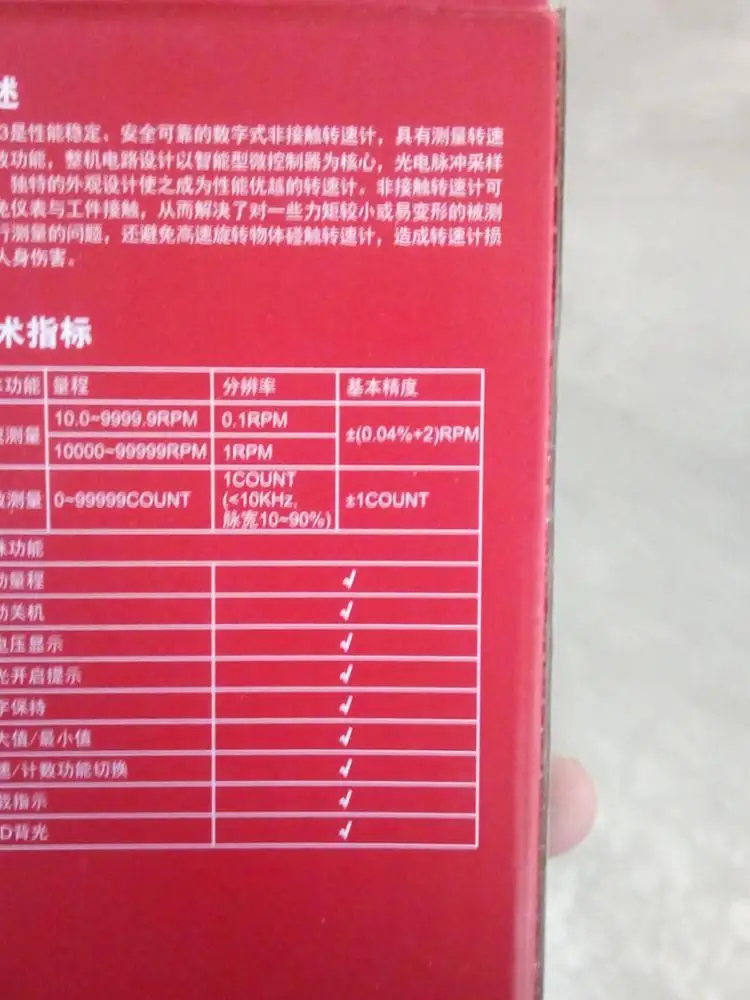 述
3是性能稳定、安全可靠的数字式非接触转速计，具有测量转速
数功能，整机电路设计以智能型微控制器为核心，光电脉冲采样
独特的外观设计使之成为性能优越的转速计。非接触转速计可
免仪表与工件接触，从而解决了对一些力矩较小或易变形的被测
行测量的问题，还避免高速旋转物体碰触转速计，造成转速计损
人身伤害。
术指标
功能 量程 分辨率 基本精度
10.0~9999.9RPM 0.1RPM
测量 ±(0.04%+2)RPM
10000~99999RPM 1RPM
1COUNT
测量 0~99999COUNT (≤10KHz, ±1COUNT
脉宽10~90%)
功能
动量程 √
动关机 √
电压显示 √
光开启提示 √
字保持 √
大值/最小值 √
速/计数功能切换 √
载指示 √
D背光 √